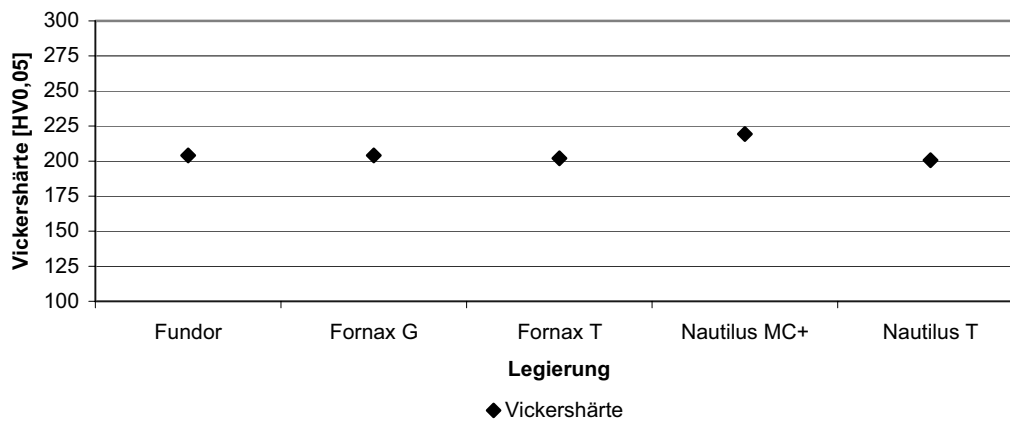 300
275
250
225
200
175
150
125
100
Vickershärte [HV0,05]
Fundor Fornax G Fornax T Nautilus MC+ Nautilus T
Legierung
Vickershärte